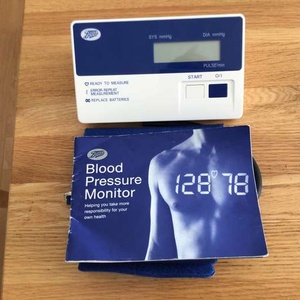 Boots
SYS mmHg DIA mmHg
PULSE/min
READY TO MEASURE
ERROR REPEAT
MEASUREMENT
REPLACE BATTERIES
START
O/I
Boots
Blood
Pressure
Monitor
128 78
Helping you take more
responsibility for your
own health